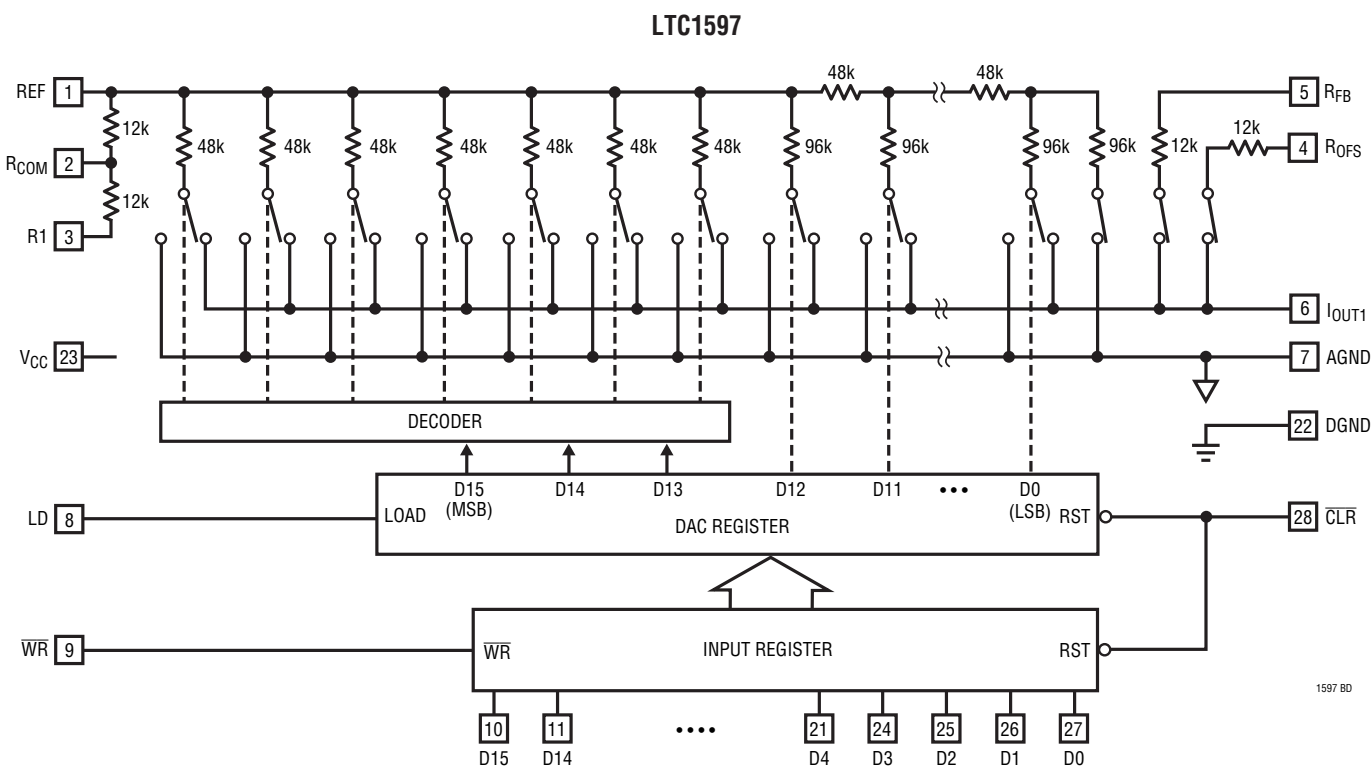 LTC1597
48k 48k
REF 1
5 RFB
12k
48k 48k 48k 48k 48k 48k 48k 96k 96k 96k 96k 12k
12k
4 ROFS
RCOM 2
12k
R1 3
6 IOUT1
VCC 23
7 AGND
DECODER
22 DGND
D15 D14 D13 D12 D11 ••• D0
(MSB) (LSB)
LD 8
LOAD
DAC REGISTER
RST
28 CLR
WR 9
WR
INPUT REGISTER
RST
1597 BD
10 11 •••• 21 24 25 26 27
D15 D14 D4 D3 D2 D1 D0